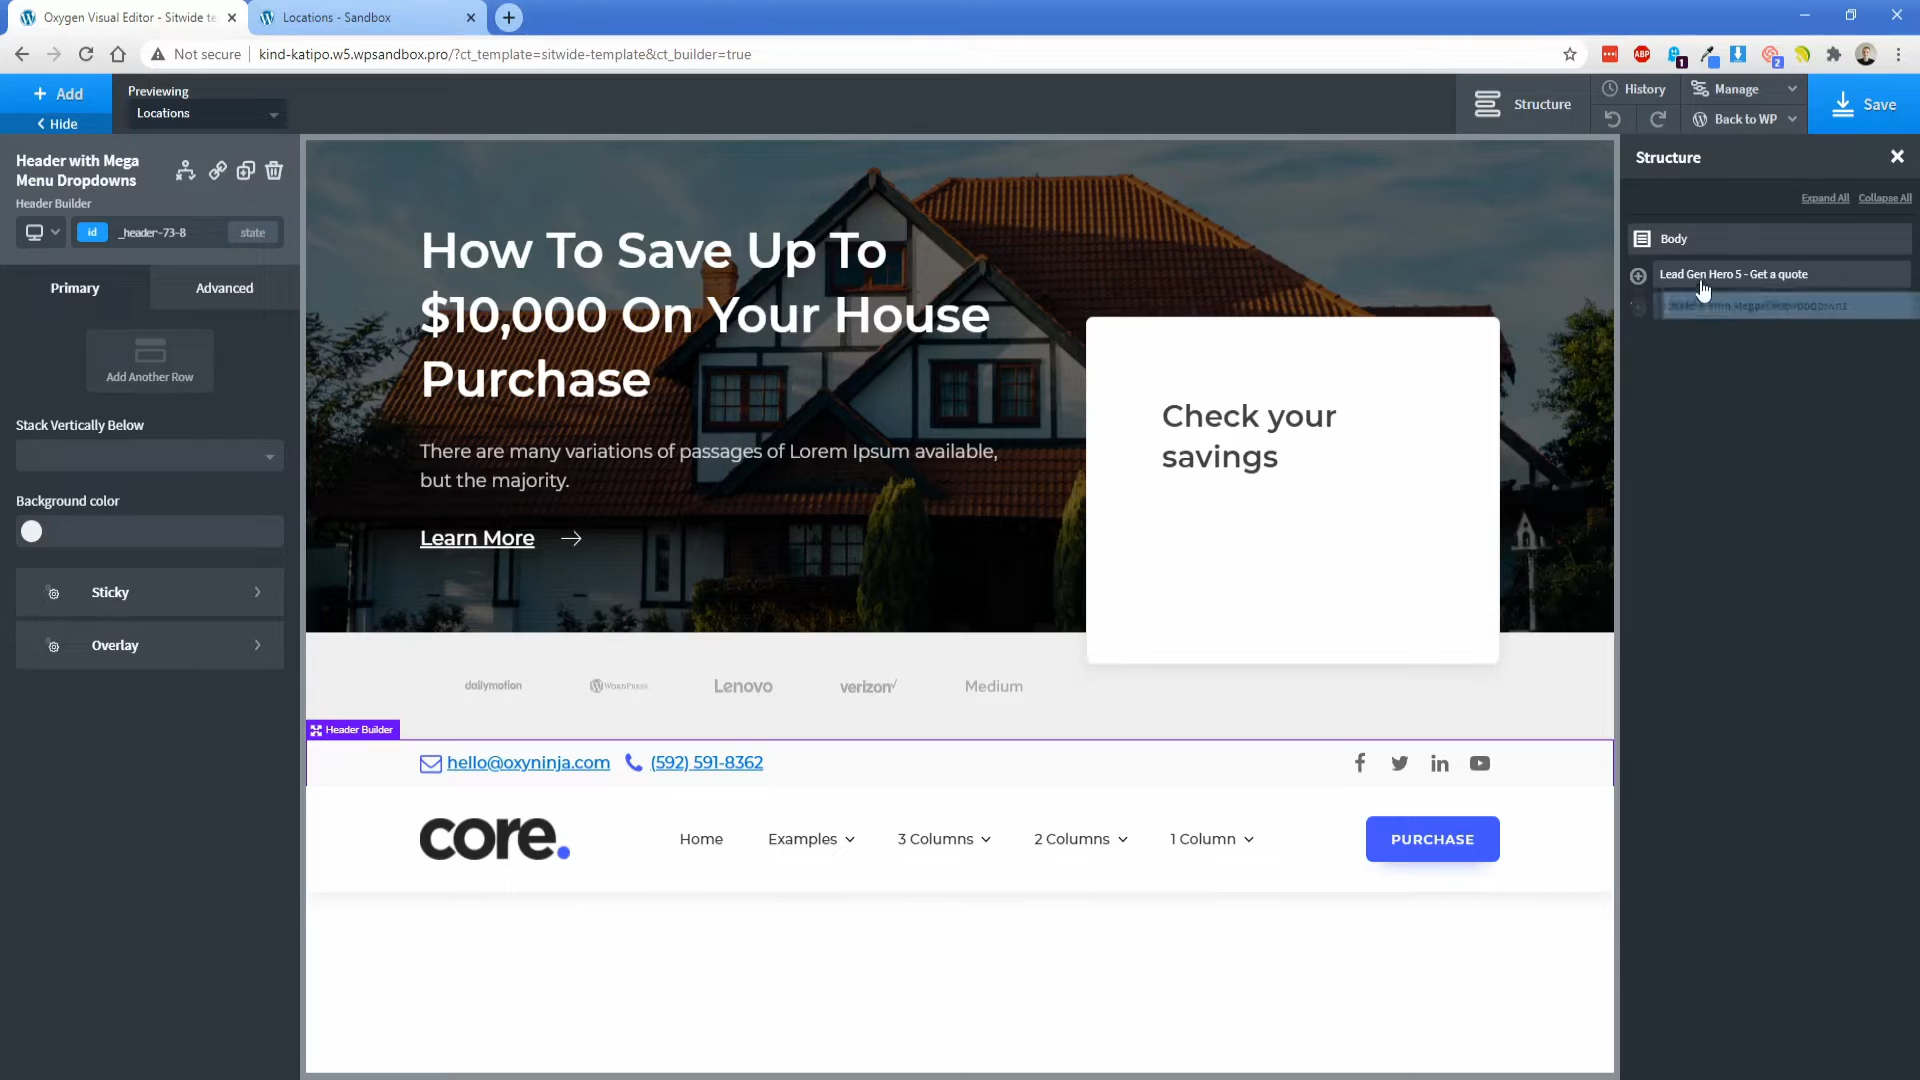 Oxygen Visual Editor - Sitwide te
Locations - Sandbox
Not secure
kind-katipo.w5.wpsandbox.pro/?ct_template=sitwide-template&ct_builder=true
ABP
1
2
+ Add
Hide
Previewing
Locations
Structure
History
Manage
Back to WP
Save
Header with Mega
Menu Dropdowns
Header Builder
id
_header-73-8
state
Primary
Advanced
Add Another Row
Stack Vertically Below
Background color
Sticky
Overlay
How To Save Up To
$10,000 On Your House
Purchase
There are many variations of passages of Lorem Ipsum available,
but the majority.
Learn More
Check your
savings
dailymotion
WordPress
Lenovo
verizon
Medium
Header Builder
hello@oxyninja.com
(592) 591-8362
core.
Home
Examples
3 Columns
2 Columns
1 Column
PURCHASE
Structure
Expand All
Collapse All
Body
Lead Gen Hero 5 - Get a quote